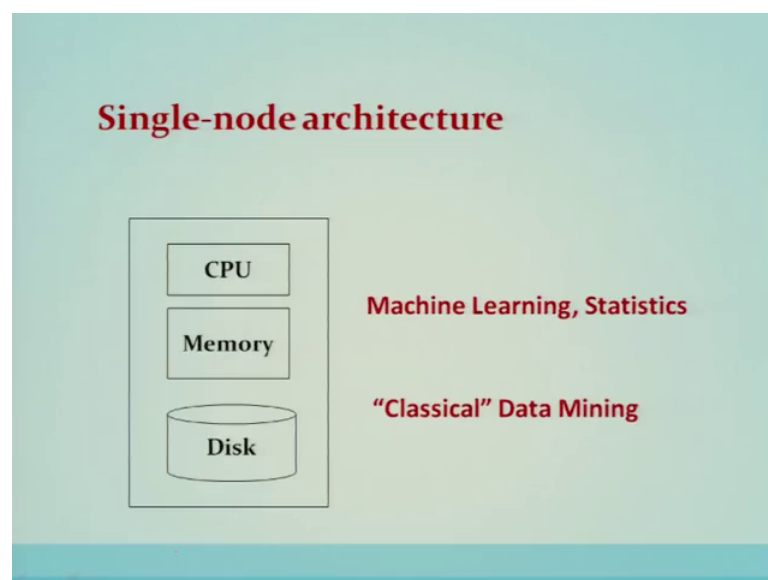 Single-node architecture
CPU
Memory
Disk
Machine Learning, Statistics
“Classical” Data Mining